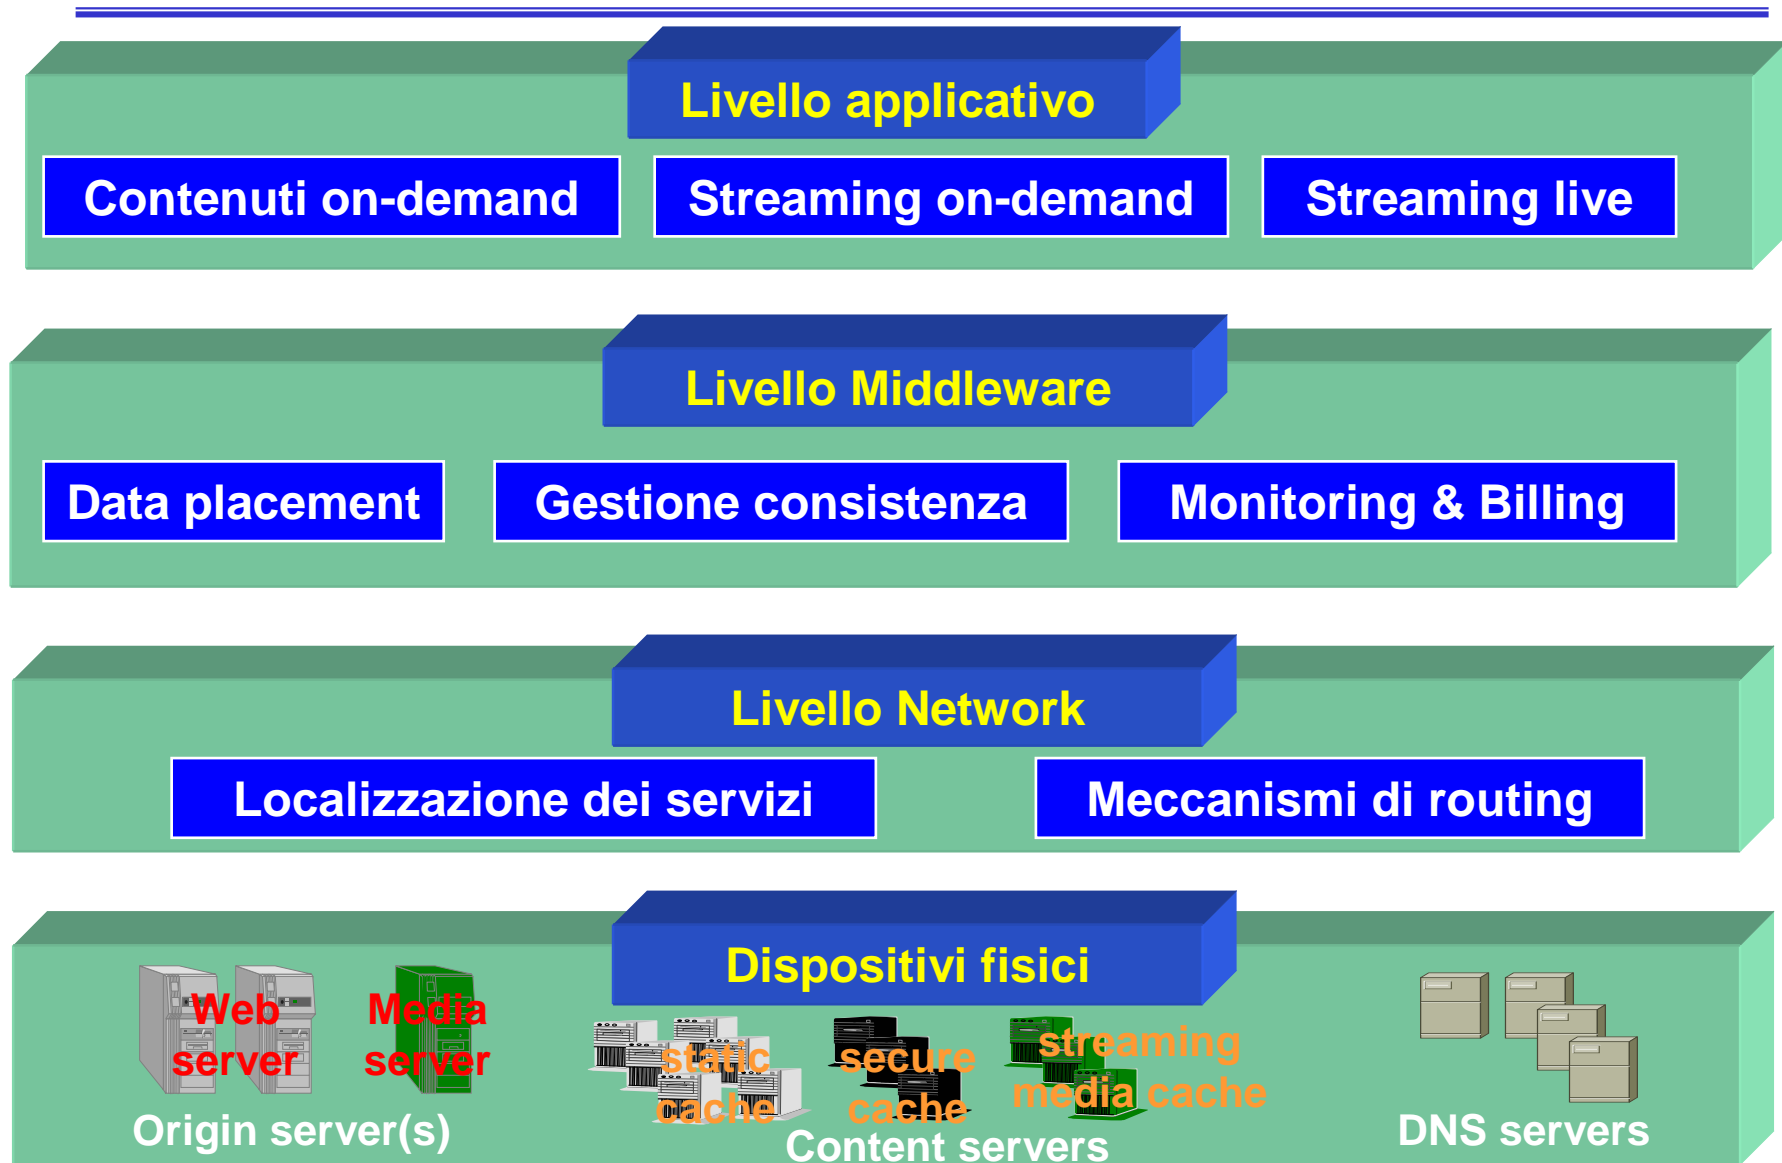 Livello applicativo
Contenuti on-demand
Streaming on-demand
Streaming live
Livello Middleware
Data placement
Gestione consistenza
Monitoring & Billing
Livello Network
Localizzazione dei servizi
Meccanismi di routing
Dispositivi fisici
Web
server
Media
server
Origin server(s)
static
cache
secure
cache
streaming
media cache
Content servers
DNS servers